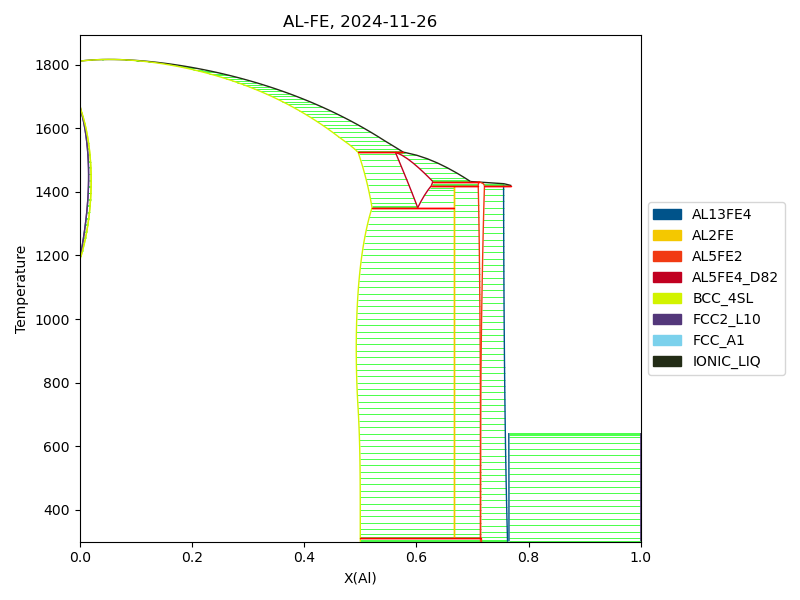 AL-FE, 2024-11-26
1800
1600
1400
1200
1000
800
600
400
Temperature
0.0 0.2 0.4 0.6 0.8 1.0
X(Al)
AL13FE4
AL2FE
AL5FE2
AL5FE4_D82
BCC_4SL
FCC2_L10
FCC_A1
IONIC_LIQ